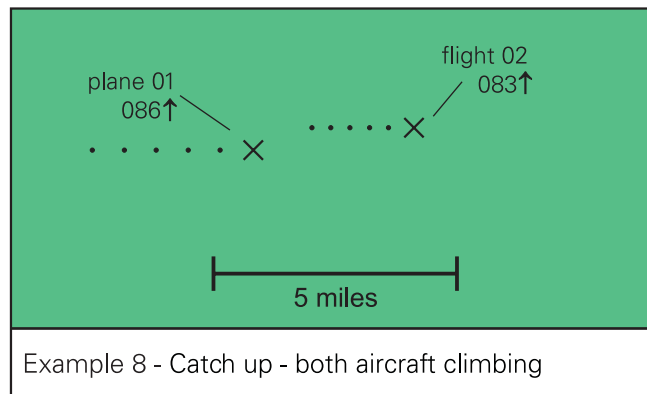 plane 01
086↑
flight 02
083↑
5 miles
Example 8 - Catch up - both aircraft climbing